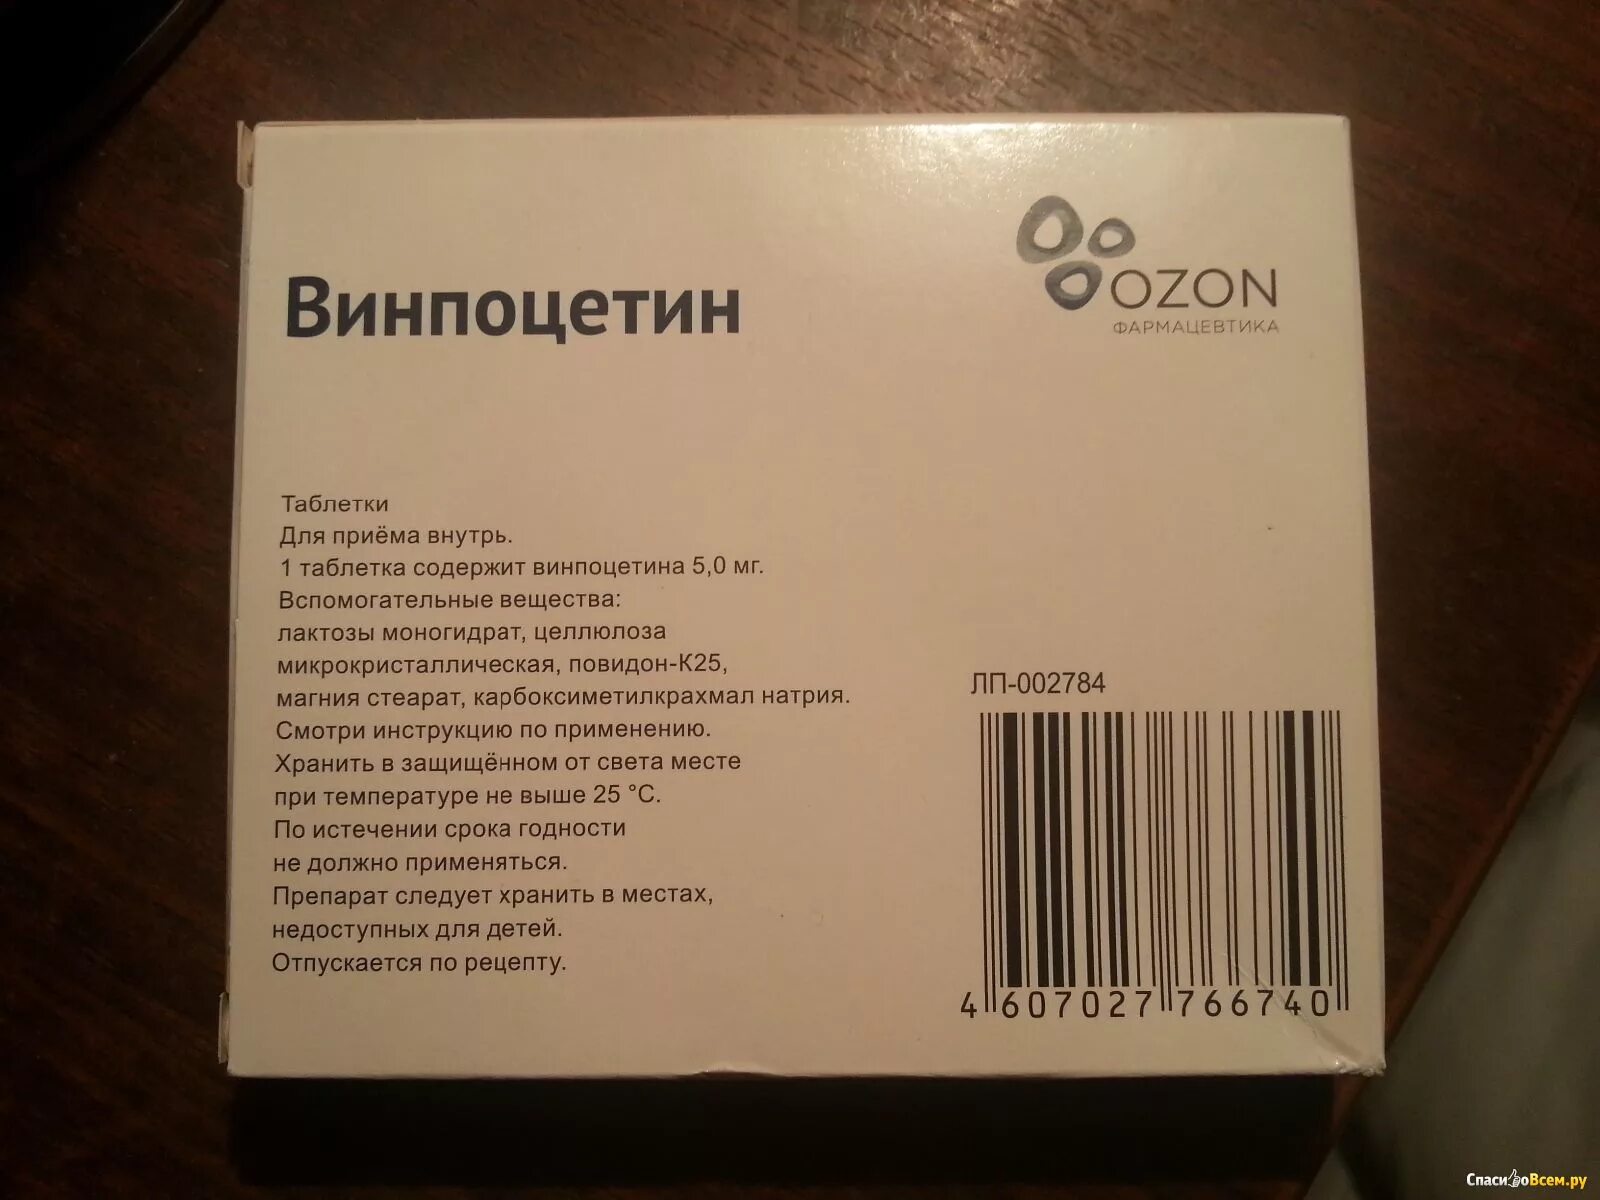 Винпоцетин
OZON
ФАРМАЦЕВТИКА
Таблетки
Для приёма внутрь.
1 таблетка содержит винпоцетина 5,0 мг.
Вспомогательные вещества:
лактозы моногидрат, целлюлоза
микрокристаллическая, повидон-К25,
магния стеарат, карбоксиметилкрахмал натрия.
Смотри инструкцию по применению.
Хранить в защищённом от света месте
при температуре не выше 25 °С.
По истечении срока годности
не должно применяться.
Препарат следует хранить в местах,
недоступных для детей.
Отпускается по рецепту.
ЛП-002784
4 607027 766740
СпасибоВсем.ру